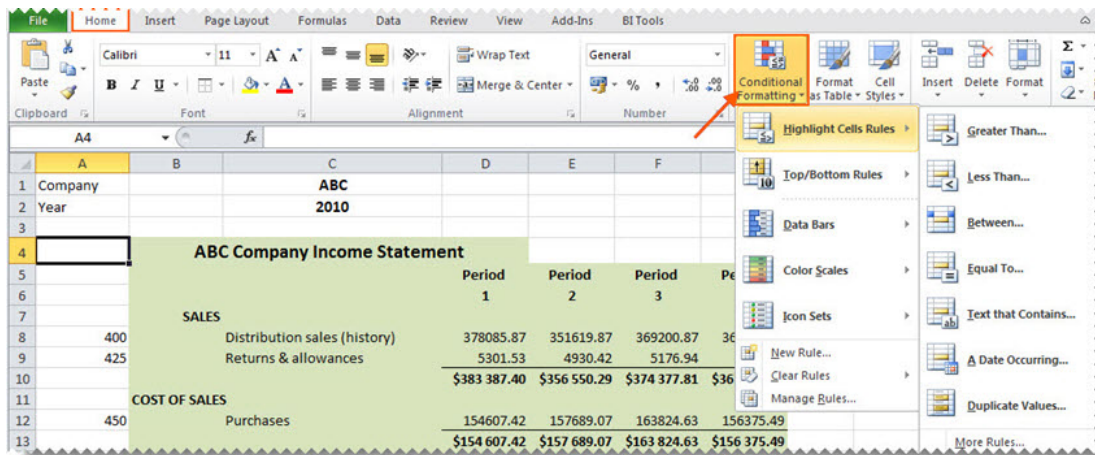 File Home Insert Page Layout Formulas Data Review View Add-Ins BI Tools
Calibri 11 A A Wrap Text General Σ
Paste B I U A Merge & Center % , .0 .00 .00 .0 Conditional Formatting Format as Table Cell Styles Insert Delete Format
Clipboard Font Alignment Number
A4 fx
A B C D E F
1 Company ABC
2 Year 2010
3
4 ABC Company Income Statement
5 Period Period Period
6 1 2 3
7 SALES
8 400 Distribution sales (history) 378085.87 351619.87 369200.87
9 425 Returns & allowances 5301.53 4930.42 5176.94
10 $383 387.40 $356 550.29 $374 377.81
11 COST OF SALES
12 450 Purchases 154607.42 157689.07 163824.63 156375.49
13 $154 607.42 $157 689.07 $163 824.63 $156 375.49
Highlight Cells Rules
Top/Bottom Rules
Data Bars
Color Scales
Icon Sets
New Rule...
Clear Rules
Manage Rules...
Greater Than...
Less Than...
Between...
Equal To...
Text that Contains...
A Date Occurring...
Duplicate Values...
More Rules...